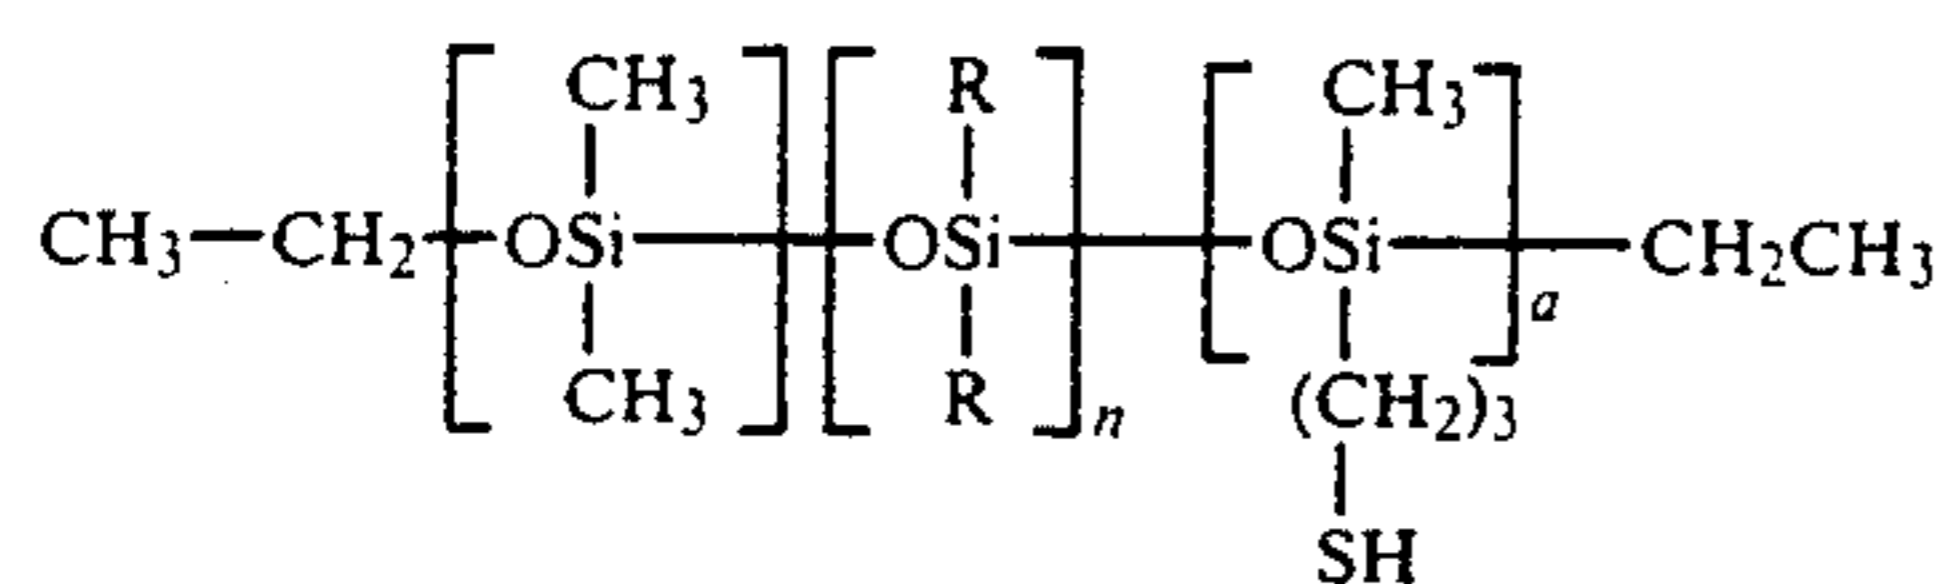 CH3 R CH3
CH3—CH2 OSi OSi OSi CH2CH3
a
CH3 R (CH2)3
n
SH